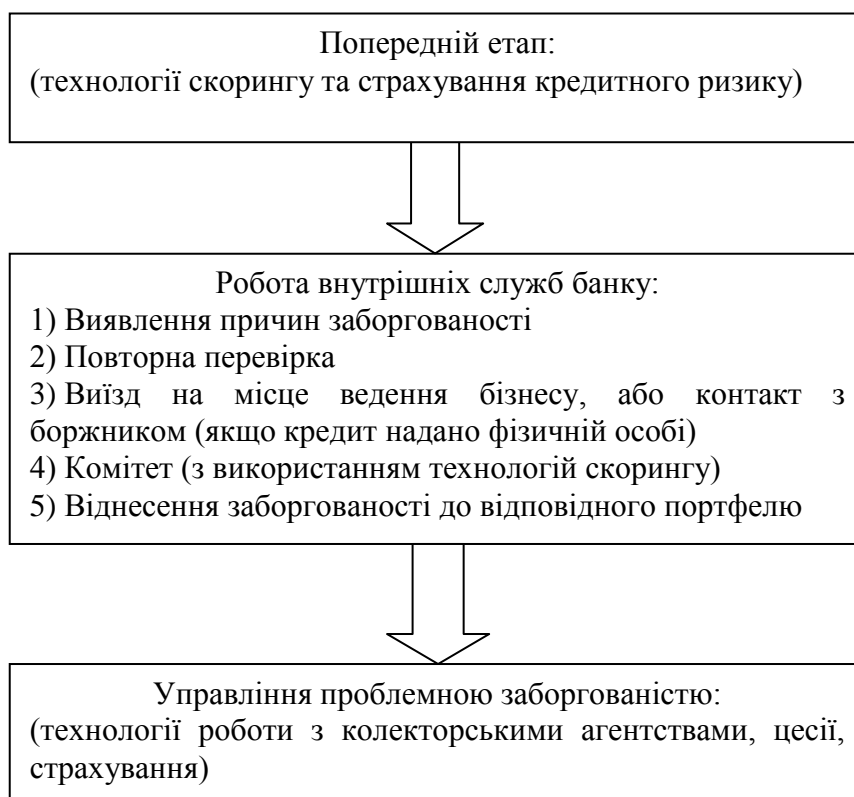 Попередній етап:
(технології скорингу та страхування кредитного ризику)
Робота внутрішніх служб банку:
1) Виявлення причин заборгованості
2) Повторна перевірка
3) Виїзд на місце ведення бізнесу, або контакт з
боржником (якщо кредит надано фізичній особі)
4) Комітет (з використанням технологій скорингу)
5) Віднесення заборгованості до відповідного портфелю
Управління проблемною заборгованістю:
(технології роботи з колекторськими агентствами, цесії,
страхування)